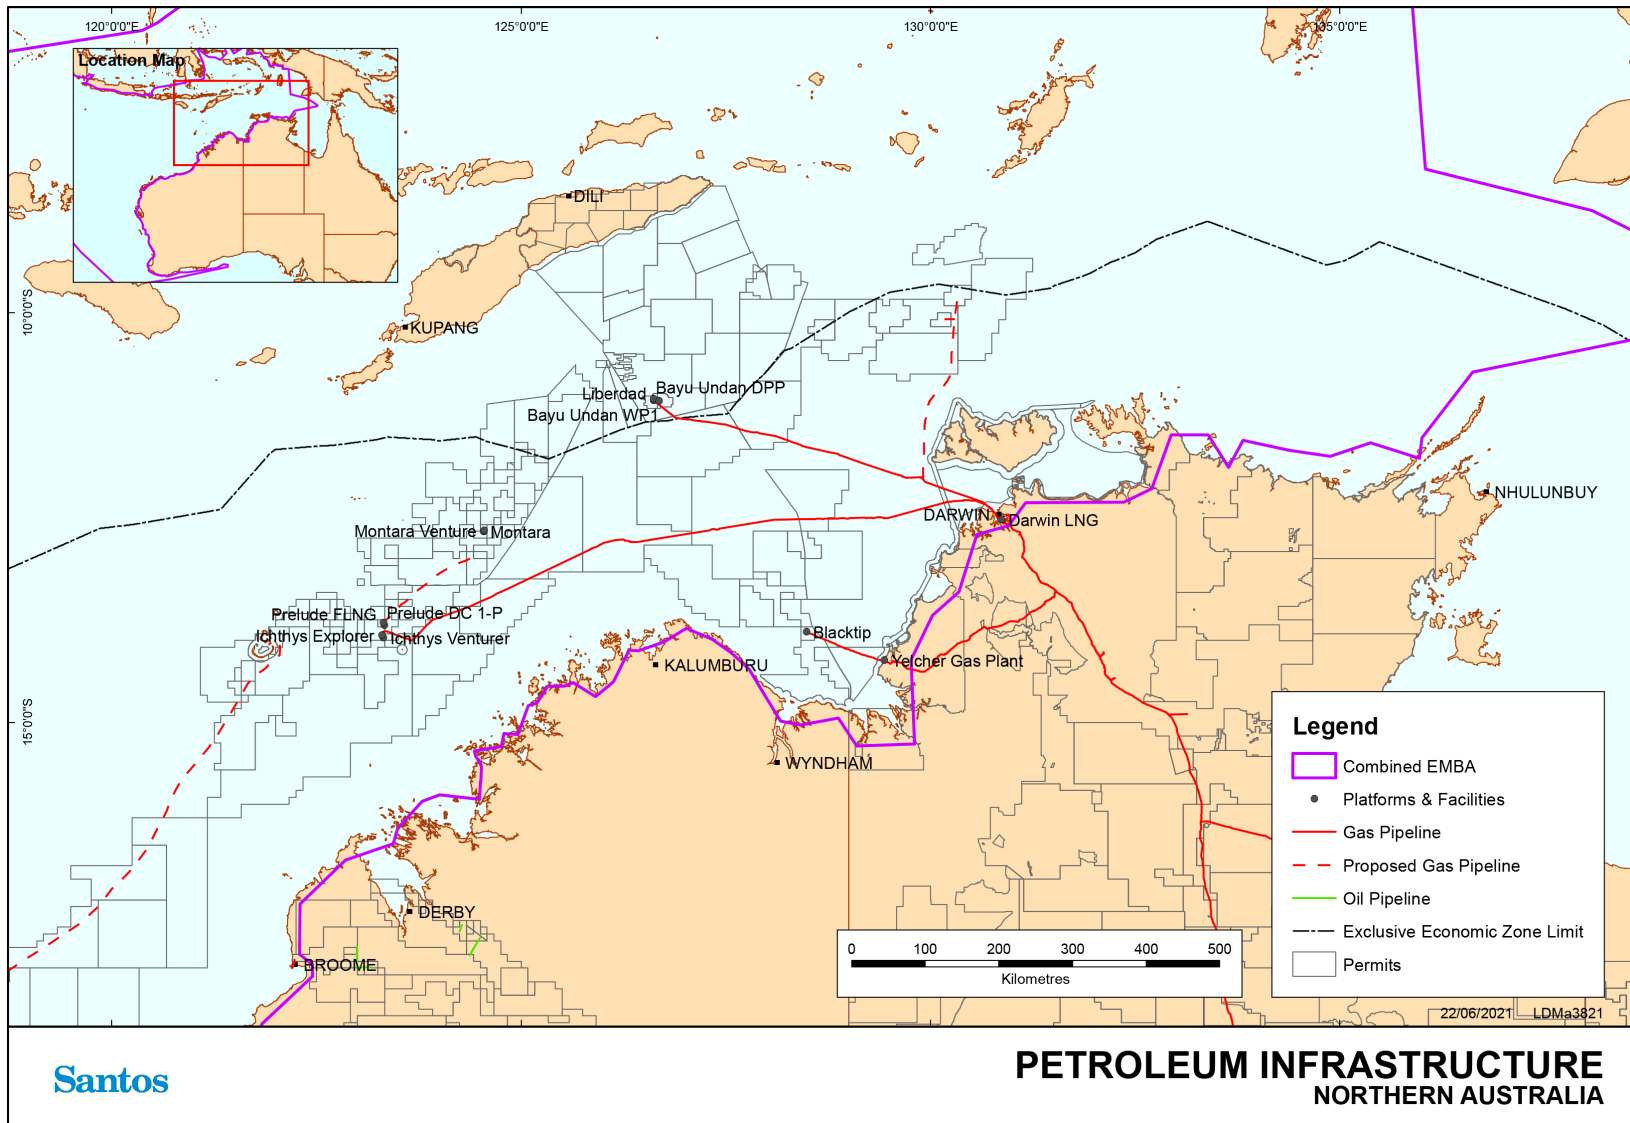 120°0'0"E
125°0'0"E
130°0'0"E
135°0'0"E
Location Map
DILI
10°0'0"S
KUPANG
Liberdad
Bayu Undan DPP
Bayu Undan WP1
NHULUNBUY
DARWIN
Darwin LNG
Montara Venture
Montara
Prelude FLNG
Prelude DC 1-P
Ichthys Explorer
Ichthys Venturer
Blacktip
Yelcher Gas Plant
KALUMBURU
15°0'0"S
WYNDHAM
DERBY
BROOME
Legend
Combined EMBA
Platforms & Facilities
Gas Pipeline
Proposed Gas Pipeline
Oil Pipeline
Exclusive Economic Zone Limit
Permits
0 100 200 300 400 500
Kilometres
22/06/2021 LDMa3821
Santos
PETROLEUM INFRASTRUCTURE
NORTHERN AUSTRALIA